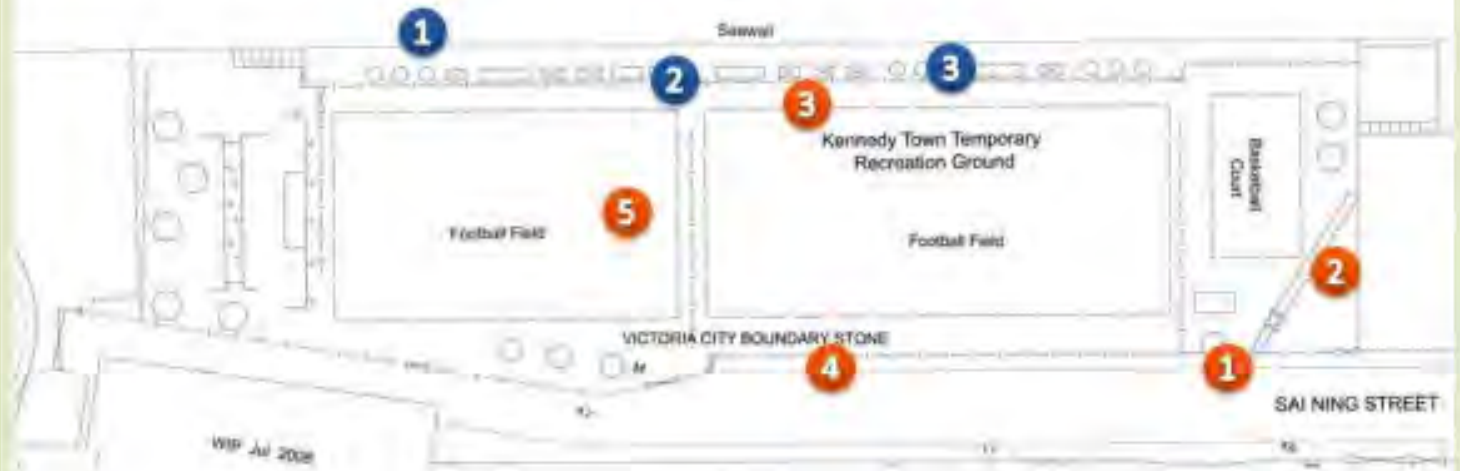 1
Seawall
2
3
3
Kennedy Town Temporary
Recreation Ground
Basketball
Court
5
Football Field
Football Field
2
VICTORIA CITY BOUNDARY STONE
4
1
M
SAI NING STREET
WIP Jul 2008